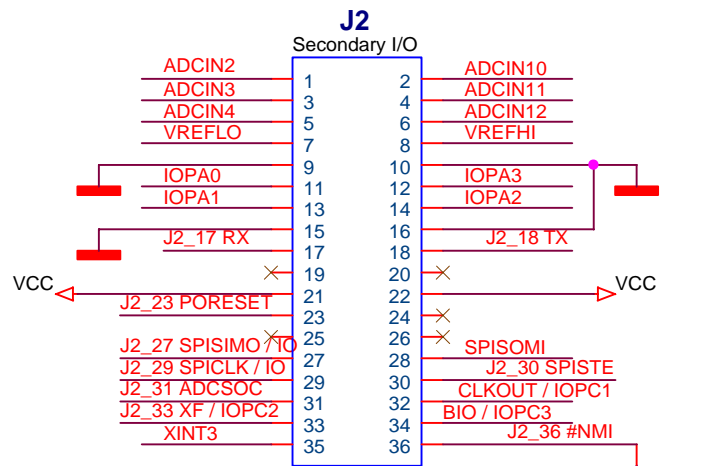 J2
Secondary I/O
ADCIN2 1 2 ADCIN10
ADCIN3 3 4 ADCIN11
ADCIN4 5 6 ADCIN12
VREFLO 7 8 VREFHI
9 10
IOPA0 11 12 IOPA3
IOPA1 13 14 IOPA2
15 16
J2_17 RX 17 18 J2_18 TX
19 20
VCC 21 22 VCC
J2_23 PORESET 23 24
25 26
J2_27 SPISIMO / IO 27 28 SPISOMI
J2_29 SPICLK / IO 29 30 J2_30 SPISTE
J2_31 ADCSOC 31 32 CLKOUT / IOPC1
J2_33 XF / IOPC2 33 34 BIO / IOPC3
XINT3 35 36 J2_36 #NMI